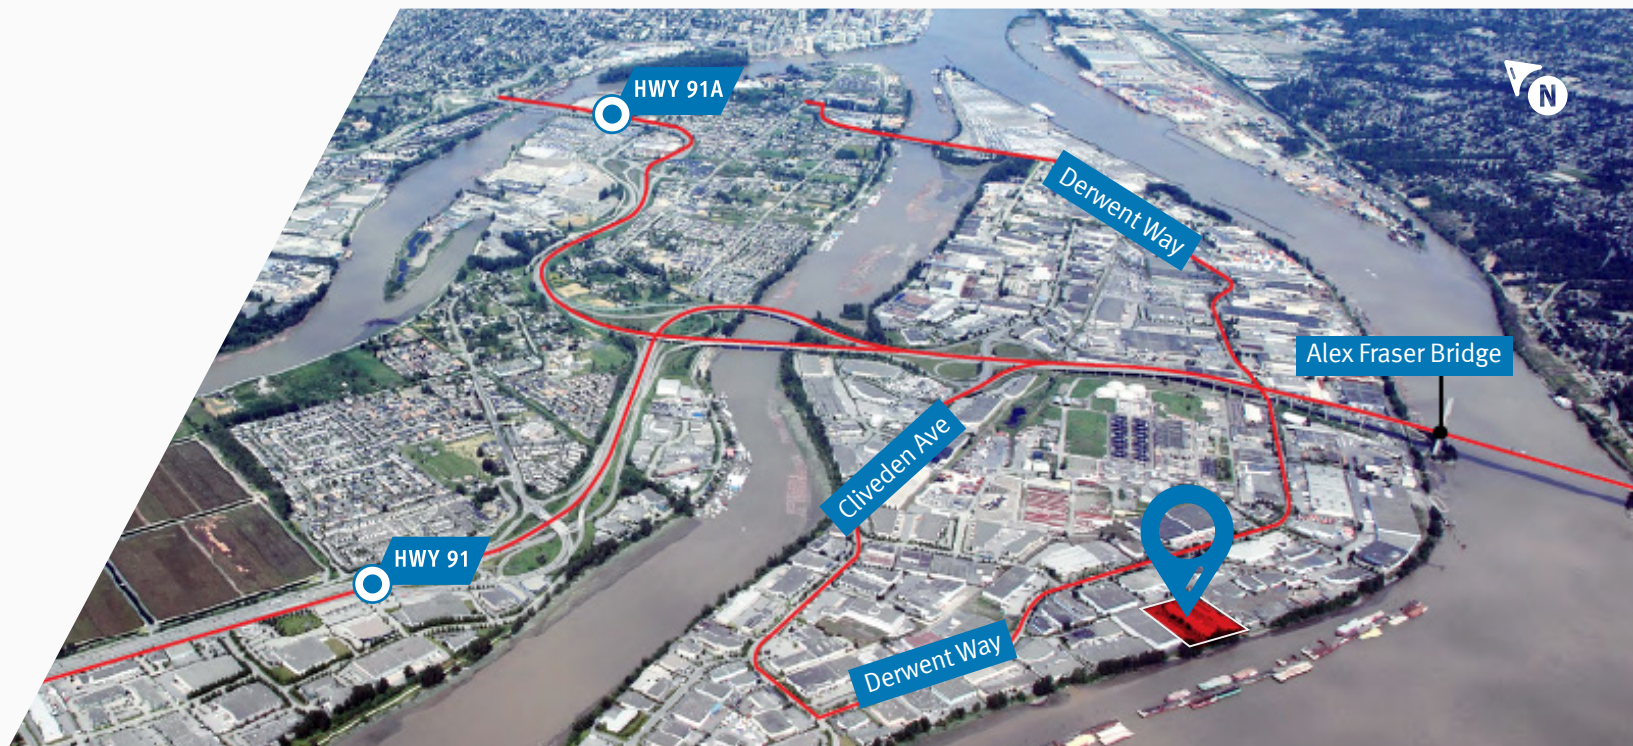 HWY 91A
N
Derwent Way
Alex Fraser Bridge
Cliveden Ave
HWY 91
Derwent Way